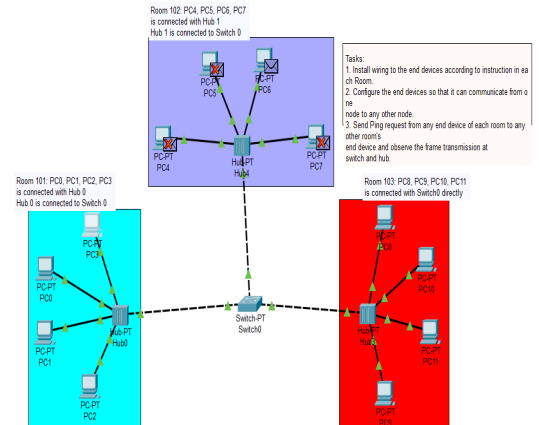 Room 102: PC4, PC5, PC6, PC7
is connected with Hub 1
Hub 1 is connected to Switch 0
Tasks:
1. Install wiring to the end devices according to instruction in ea
ch Room.
2. Configure the end devices so that it can communicate from o
ne
node to any other node.
3. Send Ping request from any end device of each room to any
other room's
end device and observe the frame transmission at
switch and hub.
PC-PT
PC5
PC-PT
PC6
PC-PT
PC4
Hub-PT
Hub4
PC-PT
PC7
Room 101: PC0, PC1, PC2, PC3
is connected with Hub 0
Hub 0 is connected to Switch 0
Room 103: PC8, PC9, PC10, PC11
is connected with Switch0 directly
PC-PT
PC3
PC-PT
PC8
PC-PT
PC0
PC-PT
PC10
Switch-PT
Switch0
Hub-PT
Hub0
Hub-PT
PC-PT
PC1
PC-PT
PC11
PC-PT
PC2
PC-PT
PC9